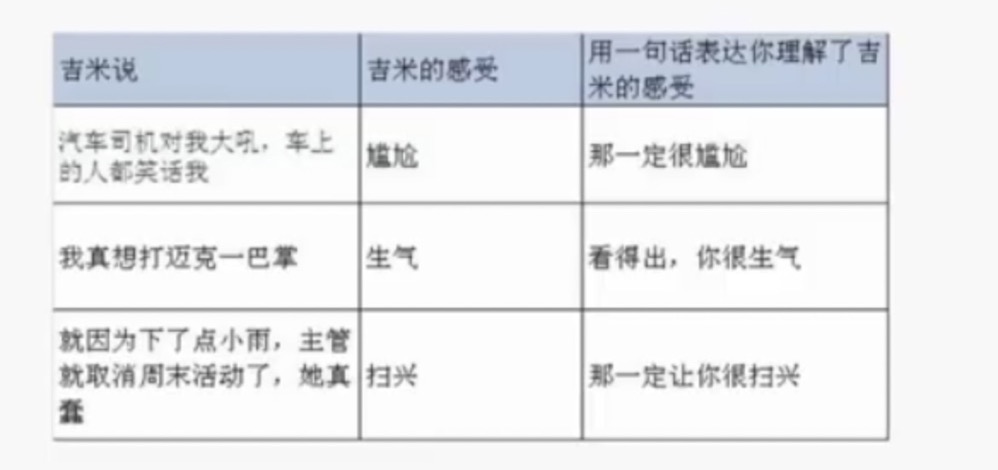 吉米说
吉米的感受
用一句话表达你理解了吉
米的感受
汽车司机对我大吼，车上
的人都笑话我
尴尬
那一定很尴尬
我真想打迈克一巴掌
生气
看得出，你很生气
就因为下了点小雨，主管
就取消周末活动了，她真
蠢
扫兴
那一定让你很扫兴